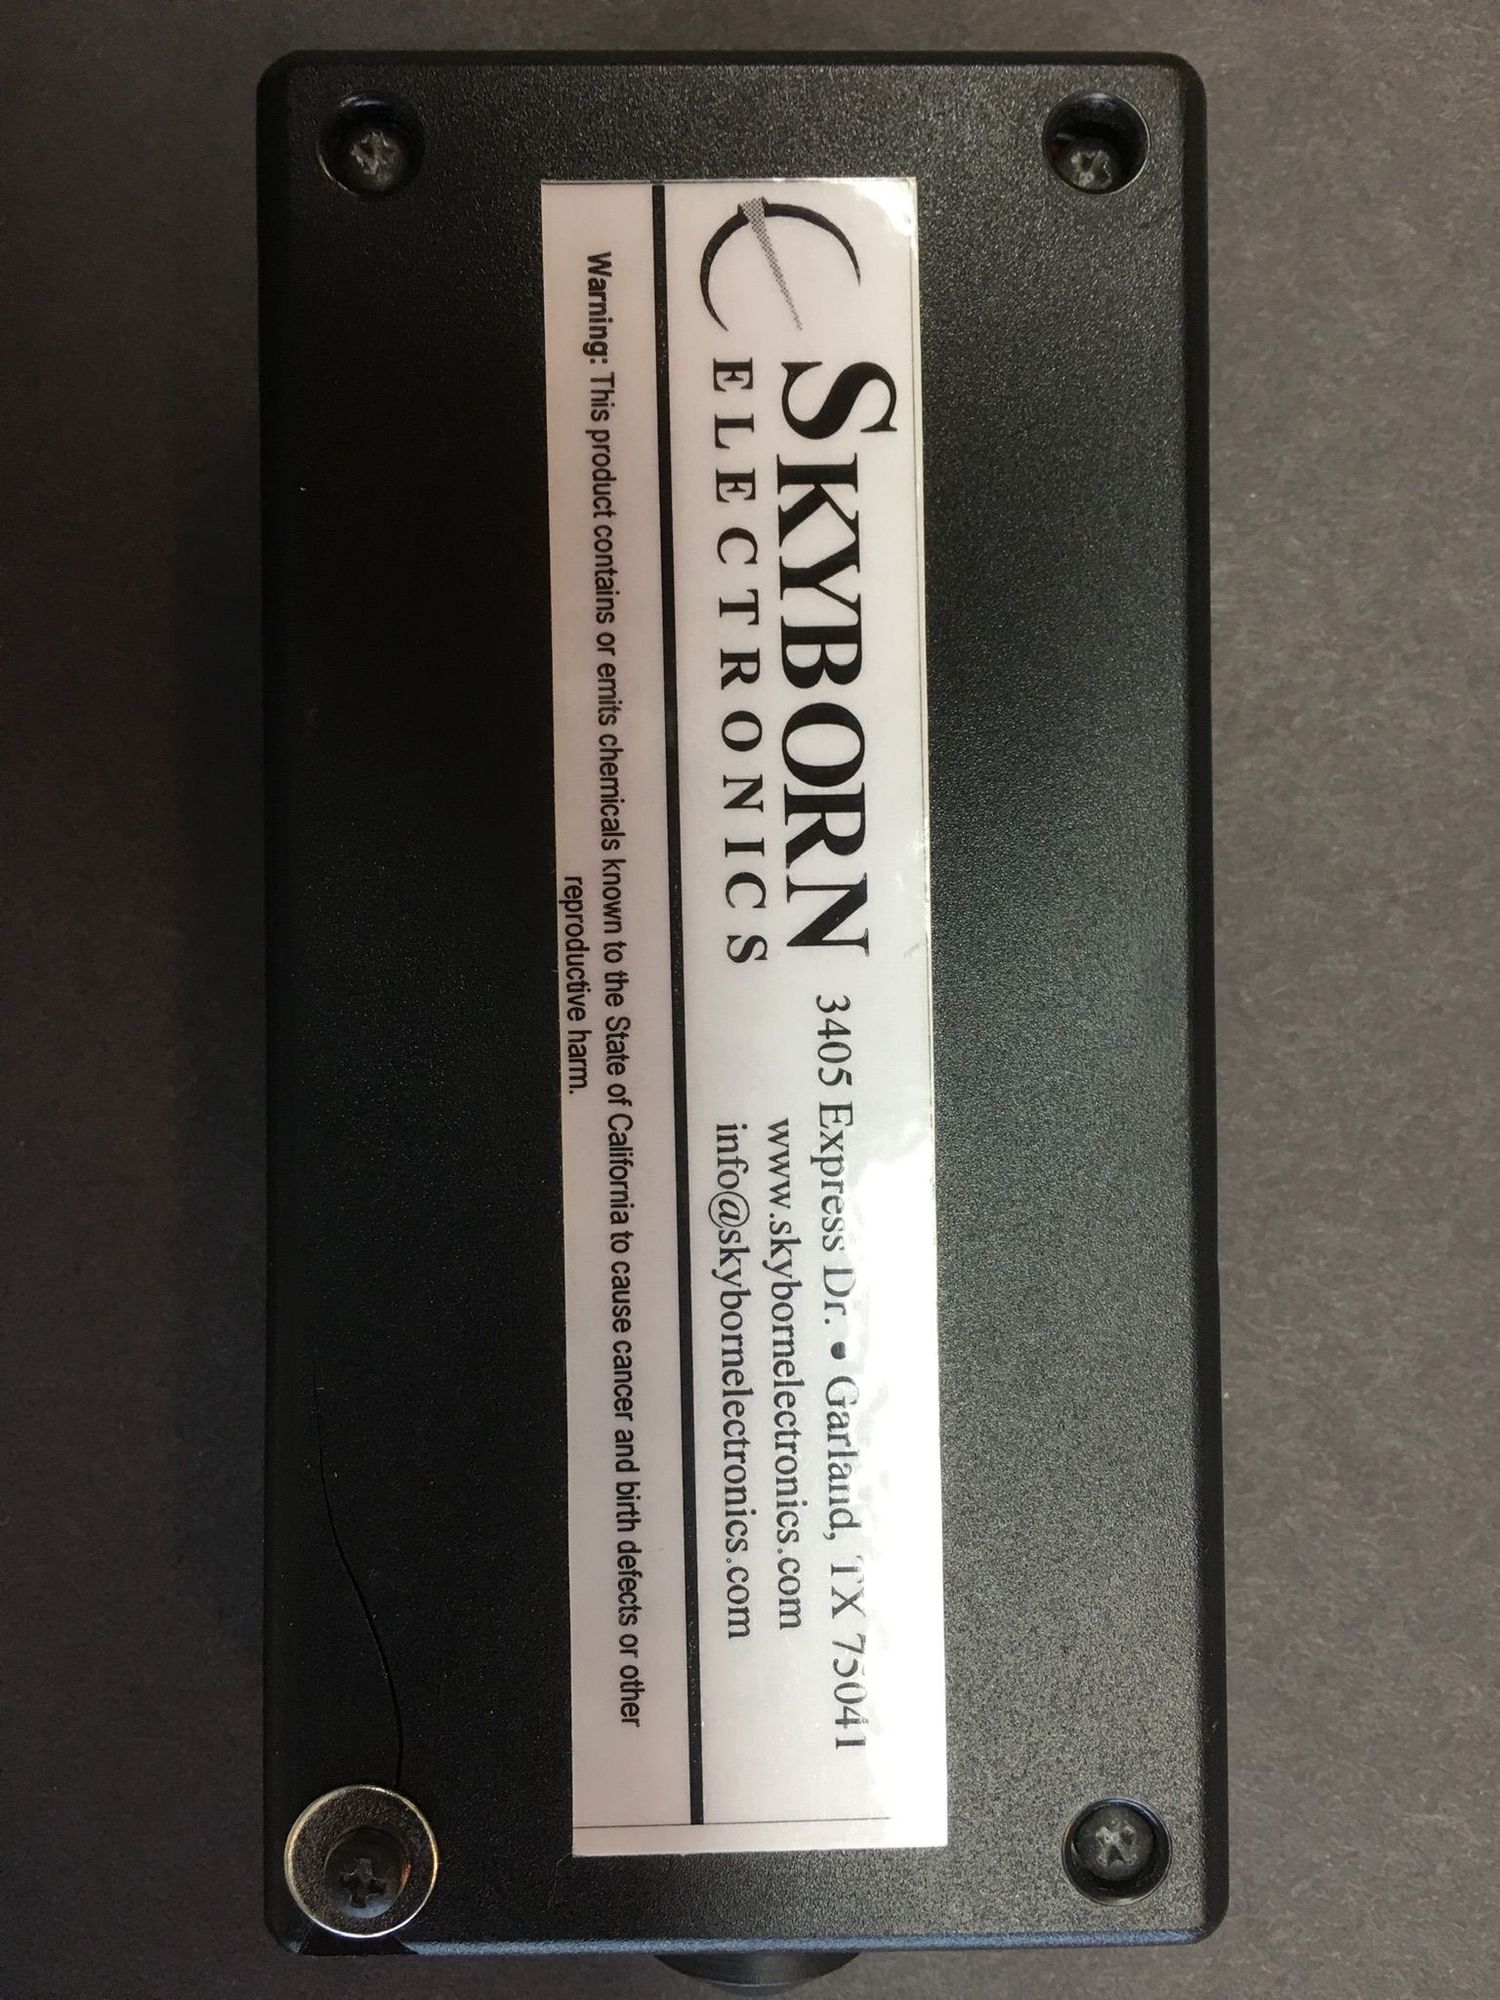 SKYBORN
ELECTRONICS
3405 Express Dr. • Garland, TX 75041
www.skybornelectronics.com
info@skybornelectronics.com
Warning: This product contains or emits chemicals known to the State of California to cause cancer and birth defects or other
reproductive harm.